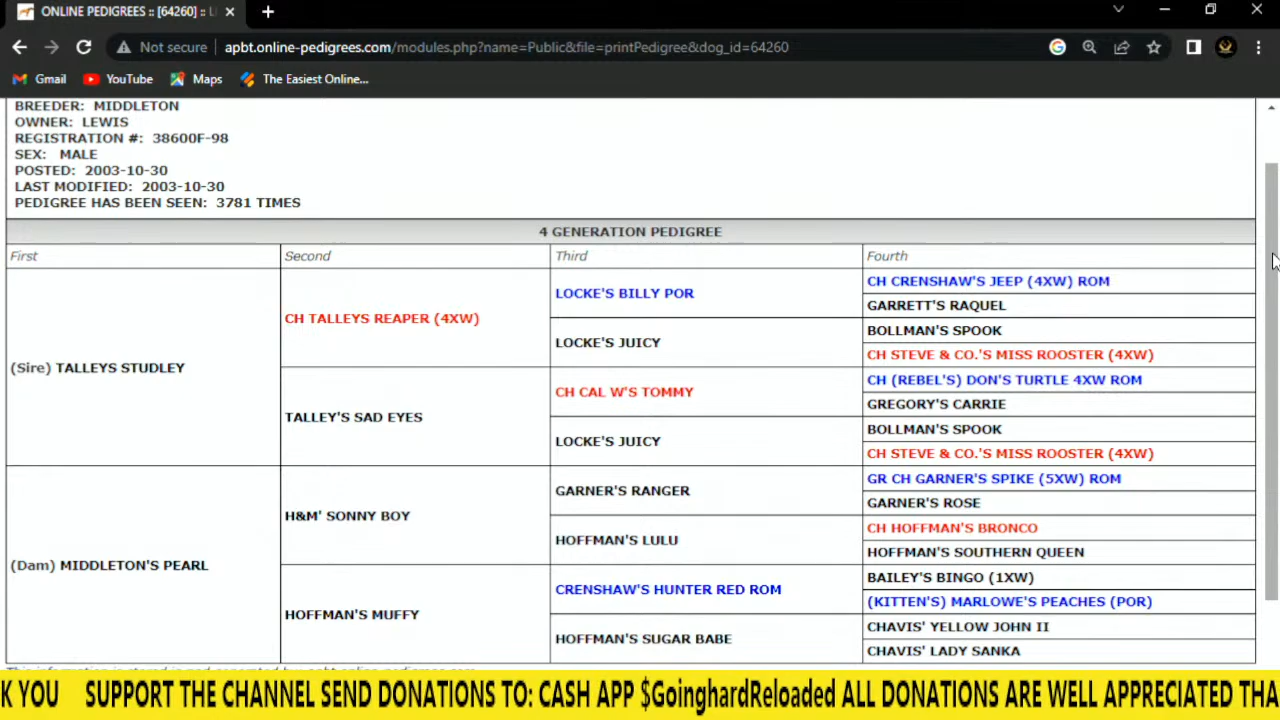 ONLINE PEDIGREES :: [64260] :: L
Not secure
apbt.online-pedigrees.com/modules.php?name=Public&file=printPedigree&dog_id=64260
Gmail YouTube Maps The Easiest Online...
BREEDER: MIDDLETON
OWNER: LEWIS
REGISTRATION #: 38600F-98
SEX: MALE
POSTED: 2003-10-30
LAST MODIFIED: 2003-10-30
PEDIGREE HAS BEEN SEEN: 3781 TIMES
4 GENERATION PEDIGREE
First Second Third Fourth
(Sire) TALLEYS STUDLEY
CH TALLEYS REAPER (4XW)
LOCKE'S BILLY POR
CH CRENSHAW'S JEEP (4XW) ROM
GARRETT'S RAQUEL
LOCKE'S JUICY
BOLLMAN'S SPOOK
CH STEVE & CO.'S MISS ROOSTER (4XW)
TALLEY'S SAD EYES
CH CAL W'S TOMMY
CH (REBEL'S) DON'S TURTLE 4XW ROM
GREGORY'S CARRIE
LOCKE'S JUICY
BOLLMAN'S SPOOK
CH STEVE & CO.'S MISS ROOSTER (4XW)
(Dam) MIDDLETON'S PEARL
H&M' SONNY BOY
GARNER'S RANGER
GR CH GARNER'S SPIKE (5XW) ROM
GARNER'S ROSE
HOFFMAN'S LULU
CH HOFFMAN'S BRONCO
HOFFMAN'S SOUTHERN QUEEN
HOFFMAN'S MUFFY
CRENSHAW'S HUNTER RED ROM
BAILEY'S BINGO (1XW)
(KITTEN'S) MARLOWE'S PEACHES (POR)
HOFFMAN'S SUGAR BABE
CHAVIS' YELLOW JOHN II
CHAVIS' LADY SANKA
K YOU SUPPORT THE CHANNEL SEND DONATIONS TO: CASH APP $GoinghardReloaded ALL DONATIONS ARE WELL APPRECIATED THA